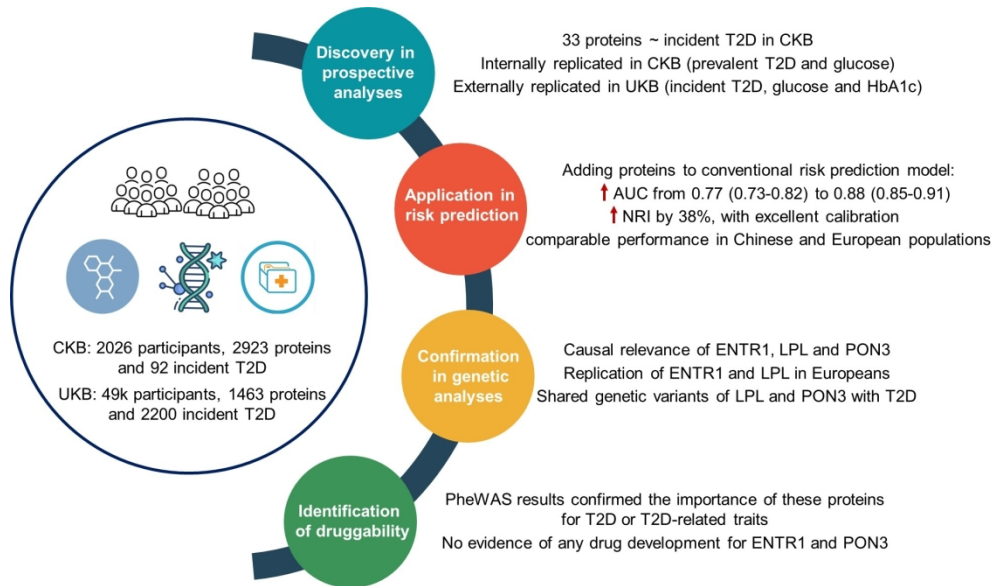 Discovery in
prospective
analyses
33 proteins ~ incident T2D in CKB
Internally replicated in CKB (prevalent T2D and glucose)
Externally replicated in UKB (incident T2D, glucose and HbA1c)
Application in
risk prediction
Adding proteins to conventional risk prediction model:
↑ AUC from 0.77 (0.73-0.82) to 0.88 (0.85-0.91)
↑ NRI by 38%, with excellent calibration
comparable performance in Chinese and European populations
CKB: 2026 participants, 2923 proteins
and 92 incident T2D
UKB: 49k participants, 1463 proteins
and 2200 incident T2D
Confirmation
in genetic
analyses
Causal relevance of ENTR1, LPL and PON3
Replication of ENTR1 and LPL in Europeans
Shared genetic variants of LPL and PON3 with T2D
Identification
of druggability
PheWAS results confirmed the importance of these proteins
for T2D or T2D-related traits
No evidence of any drug development for ENTR1 and PON3